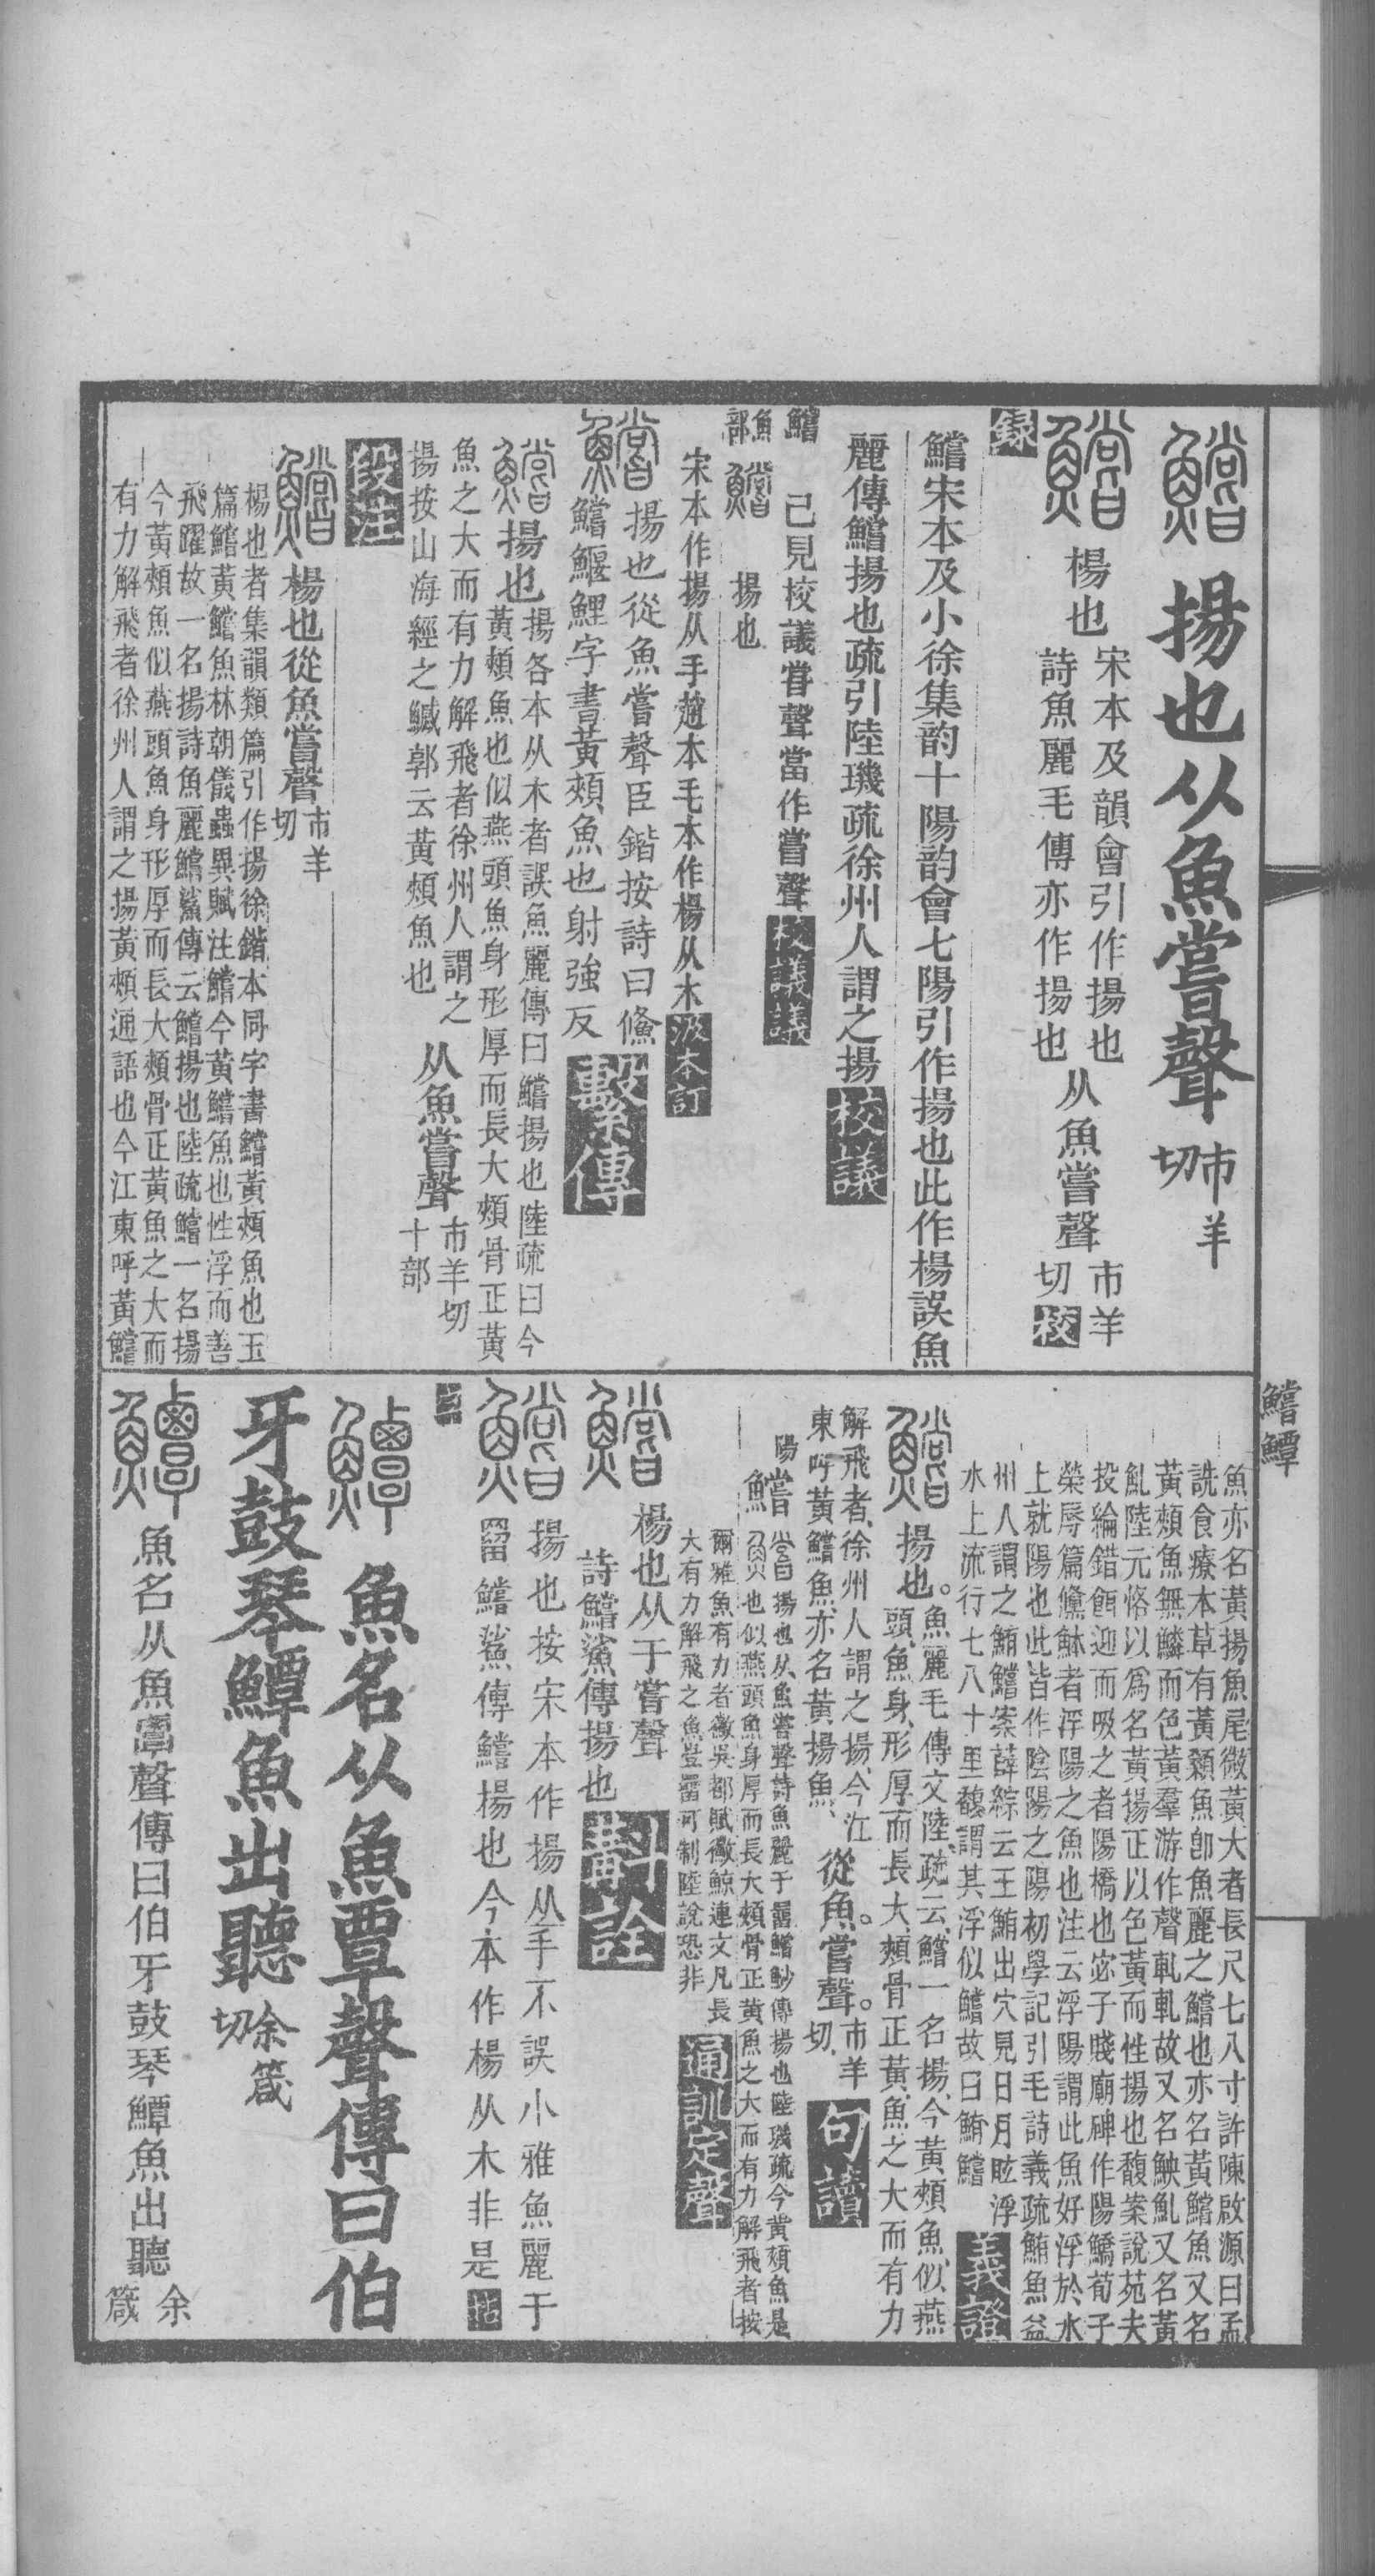 鱨 揚也从魚嘗聲 市羊切
鱨 楊也 宋本及韻會引作揚也
詩魚麗毛傳亦作揚也 从魚嘗聲 市羊切 校
録
鱨宋本及小徐集韵十陽韵會七陽引作揚也此作楊誤魚
麗傳鱨揚也疏引陸璣疏徐州人謂之揚 校議
鱨 已見校議甞聲當作嘗聲 校議議
魚部 鱨 揚也
宋本作揚从手趙本毛本作楊从木 汲本訂
鱨 揚也從魚嘗聲臣鍇按詩曰鯈
鱨鰋鯉字書黃頰魚也射強反 繫傳
鱨 揚也 揚各本从木者誤魚麗傳曰鱨揚也陸疏曰今
黃頰魚也似燕頭魚身形厚而長大頰骨正黃
魚之大而有力解飛者徐州人謂之
揚按山海經之鰄郭云黃頰魚也 从魚嘗聲 市羊切
十部
段注
鱨 楊也從魚嘗聲 市羊切
楊也者集韻類篇引作揚徐鍇本同字書鱨黃頰魚也玉
篇鱨黃鱨魚林朝儀蟲異賦注鱨今黃鱨魚也性浮而善
飛躍故一名揚詩魚麗鱨鯊傳云鱨揚也陸疏鱨一名揚
今黃頰魚似燕頭魚身形厚而長大頰骨正黃魚之大而
有力解飛者徐州人謂之揚黃頰通語也今江東呼黃鱨
鱨鱏
魚亦名黃揚魚尾微黃大者長尺七八寸許陳啟源曰孟
詵食療本草有黃顙魚卽魚麗之鱨也亦名黃鱨魚又名
黃頰魚無鱗而色黃羣游作聲軋軋故又名鰑魤又名黃
魤陸元恪以爲名黃揚正以色黃而性揚也馥案說苑夫
投綸錯餌迎而吸之者陽橋也宓子賤廟碑作陽鱎荀子
榮辱篇鯈䱁者浮陽之魚也注云浮陽謂此魚好浮於水
上就陽也此皆作陰陽之陽初學記引毛詩義疏鮪魚益
州人謂之鮪鱨案薛綜云王鮪出穴見日月眩浮
水上流行七八十里馥謂其浮似鱨故曰鮪鱨 義證
鱨 揚也。魚麗毛傳文陸疏云鱨一名揚今黃頰魚似燕
頭魚身形厚而長大頰骨正黃魚之大而有力
解飛者徐州人謂之揚今江
東呼黃鱨魚亦名黃揚魚 從魚。嘗聲。市羊切 句讀
陽 鱨 鱨 揚也从魚嘗聲詩魚麗于罶鱨魦傳揚也陸璣疏今黃頰魚是
也似燕頭魚身厚而長大頰骨正黃魚之大而有力解飛者按
爾雅魚有力者徽吳都賦徽鯨連文凡長
大有力解飛之魚豈罶可制陸說恐非 通訓定聲
鱨 楊也从于嘗聲
詩鱨鯊傳揚也 斠詮
鱨 揚也按宋本作揚从手不誤小雅魚麗于
罶鱨鯊傳鱨揚也今本作楊从木非是
鱏 魚名从魚覃聲傳曰伯
牙鼓琴鱏魚出聽 余箴切
鱏 魚名从魚覃聲傳曰伯牙鼓琴鱏魚出聽 余箴